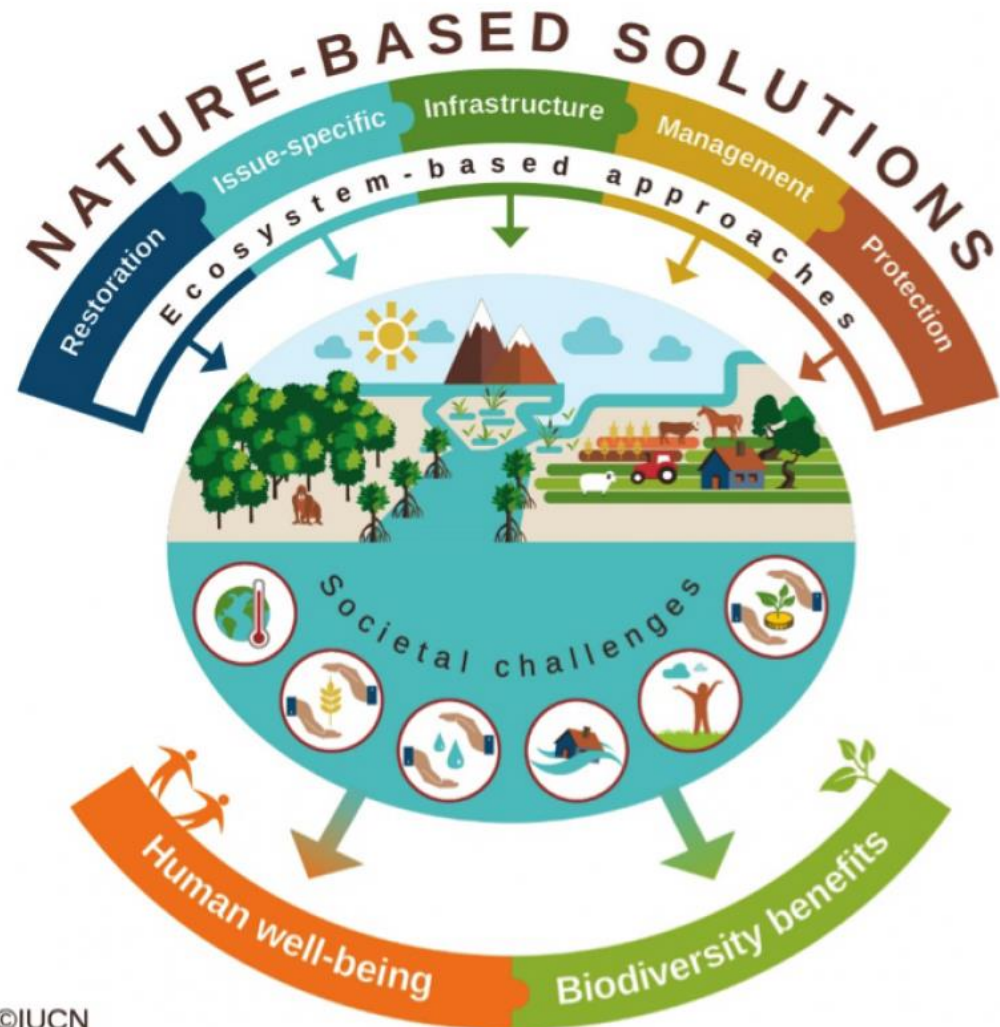 NATURE-BASED SOLUTIONS
Restoration
Issue-specific
Infrastructure
Management
Protection
Ecosystem-based approaches
Societal challenges
Human well-being
Biodiversity benefits
©IUCN